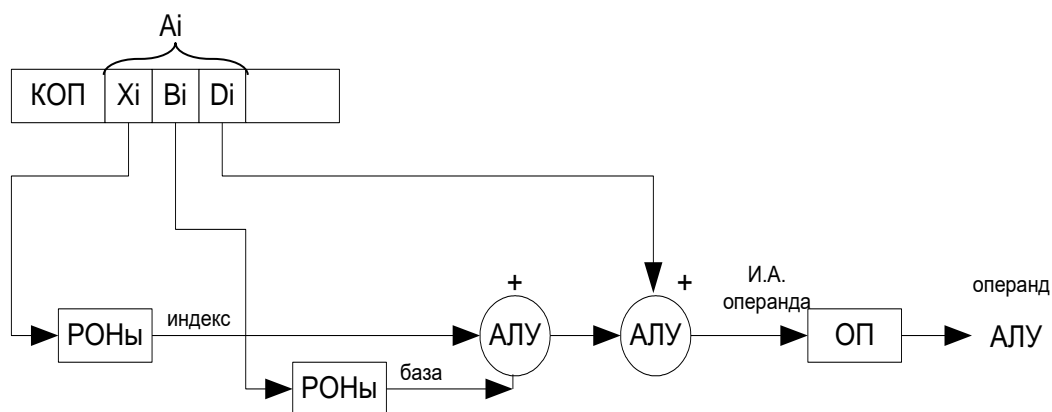 Ai
КОП Xi Bi Di
+ + И.А. операнда операнд
РОНы индекс АЛУ АЛУ ОП АЛУ
РОНы база